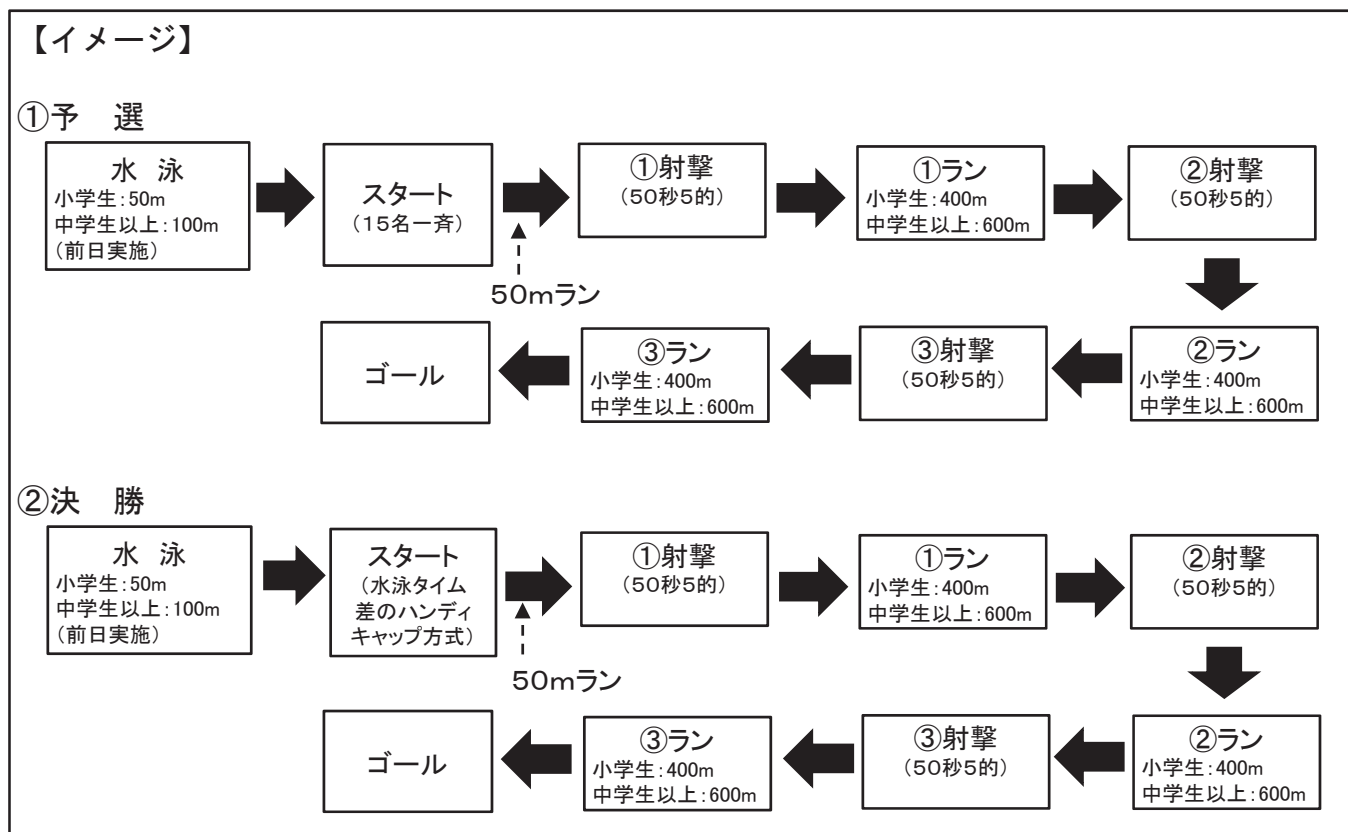 【イメージ】
①予　選
水 泳
小学生：50m
中学生以上：100m
(前日実施)
スタート
(15名一斉)
50mラン
①射撃
(50秒5的)
①ラン
小学生：400m
中学生以上：600m
②射撃
(50秒5的)
②ラン
小学生：400m
中学生以上：600m
③射撃
(50秒5的)
③ラン
小学生：400m
中学生以上：600m
ゴール
②決　勝
水 泳
小学生：50m
中学生以上：100m
(前日実施)
スタート
(水泳タイム
差のハンディ
キャップ方式)
50mラン
①射撃
(50秒5的)
①ラン
小学生：400m
中学生以上：600m
②射撃
(50秒5的)
②ラン
小学生：400m
中学生以上：600m
③射撃
(50秒5的)
③ラン
小学生：400m
中学生以上：600m
ゴール